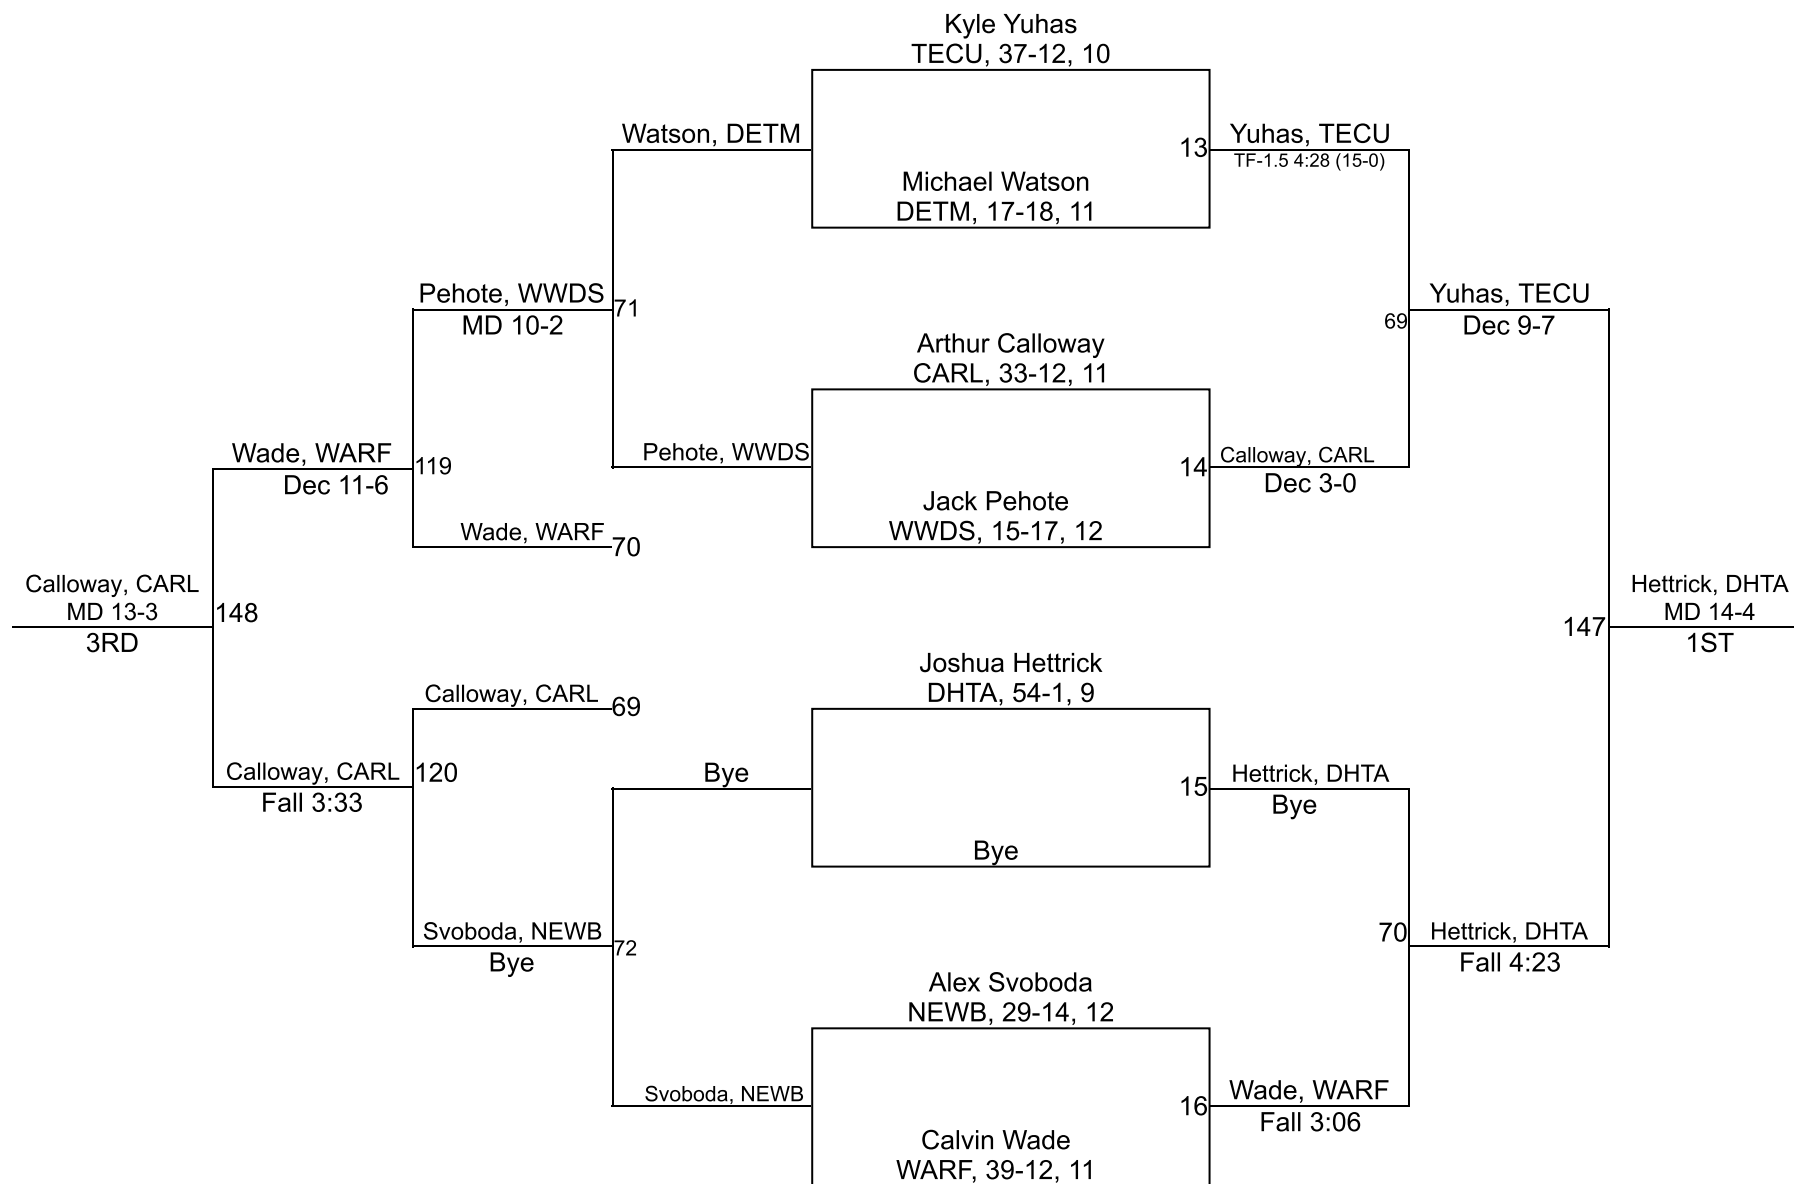 Kyle Yuhas
TECU, 37-12, 10
Watson, DETM
13
Yuhas, TECU
TF-1.5 4:28 (15-0)
Michael Watson
DETM, 17-18, 11
Pehote, WWDS
MD 10-2
71
69
Yuhas, TECU
Dec 9-7
Arthur Calloway
CARL, 33-12, 11
Wade, WARF
Dec 11-6
119
Pehote, WWDS
14
Calloway, CARL
Dec 3-0
Jack Pehote
WWDS, 15-17, 12
Wade, WARF
70
Calloway, CARL
MD 13-3
3RD
148
147
Hettrick, DHTA
MD 14-4
1ST
Joshua Hettrick
DHTA, 54-1, 9
Calloway, CARL
69
Calloway, CARL
Fall 3:33
120
Bye
15
Hettrick, DHTA
Bye
Bye
Svoboda, NEWB
Bye
72
70
Hettrick, DHTA
Fall 4:23
Alex Svoboda
NEWB, 29-14, 12
Svoboda, NEWB
16
Wade, WARF
Fall 3:06
Calvin Wade
WARF, 39-12, 11